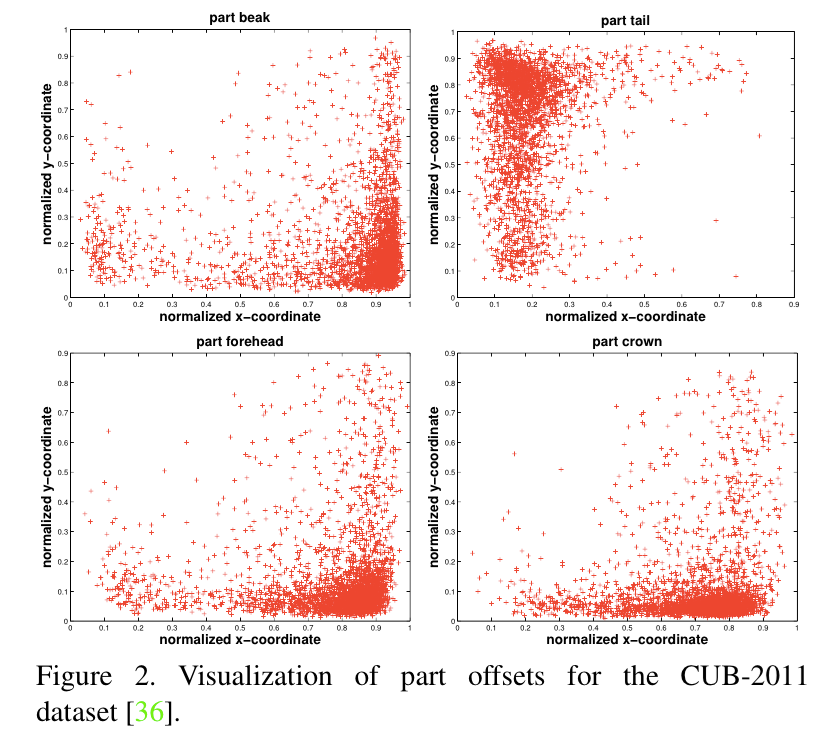 part beak
1
0.9
0.8
0.7
0.6
0.5
0.4
0.3
0.2
0.1
0
normalized y−coordinate
0 0.1 0.2 0.3 0.4 0.5 0.6 0.7 0.8 0.9 1
normalized x−coordinate
part tail
1
0.9
0.8
0.7
0.6
0.5
0.4
0.3
0.2
0.1
0
normalized y−coordinate
0 0.1 0.2 0.3 0.4 0.5 0.6 0.7 0.8 0.9
normalized x−coordinate
part forehead
0.9
0.8
0.7
0.6
0.5
0.4
0.3
0.2
0.1
0
normalized y−coordinate
0 0.1 0.2 0.3 0.4 0.5 0.6 0.7 0.8 0.9 1
normalized x−coordinate
part crown
0.9
0.8
0.7
0.6
0.5
0.4
0.3
0.2
0.1
0
normalized y−coordinate
0 0.1 0.2 0.3 0.4 0.5 0.6 0.7 0.8 0.9 1
normalized x−coordinate
Figure 2. Visualization of part offsets for the CUB-2011
dataset [36].